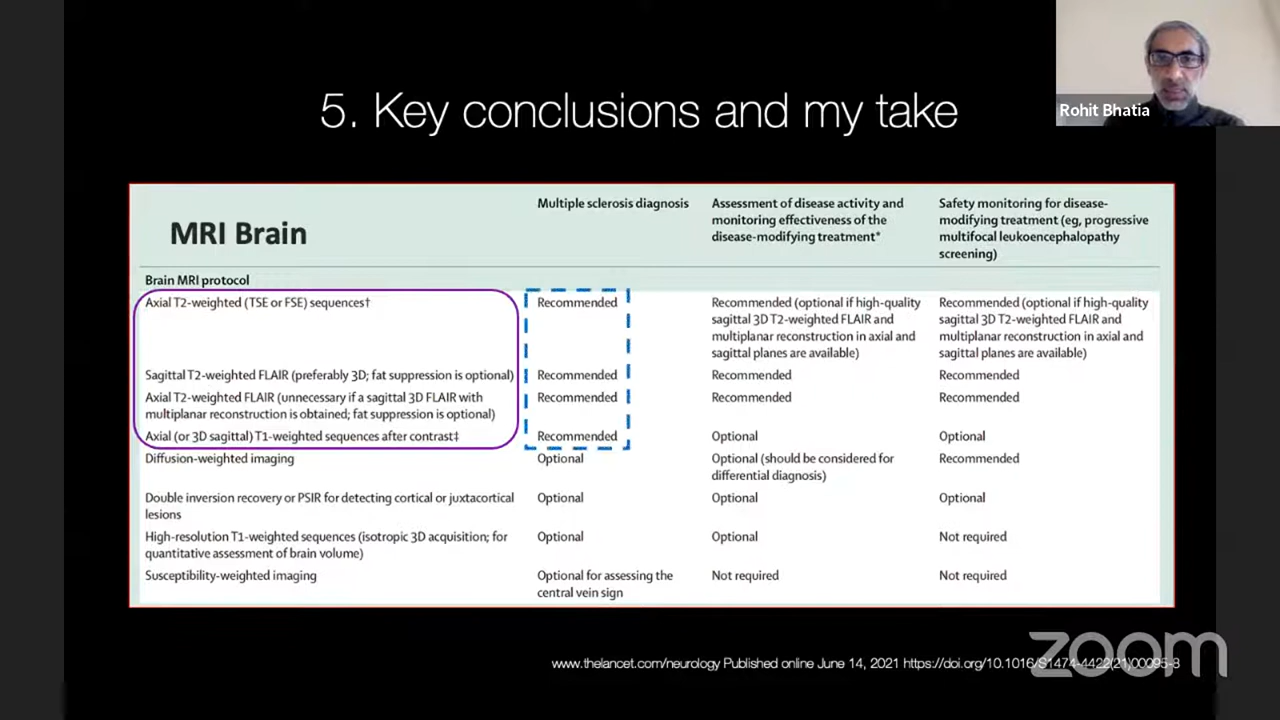 5. Key conclusions and my take
Rohit Bhatia
MRI Brain
Multiple sclerosis diagnosis
Assessment of disease activity and
monitoring effectiveness of the
disease-modifying treatment*
Safety monitoring for disease-
modifying treatment (eg, progressive
multifocal leukoencephalopathy
screening)
Brain MRI protocol
Axial T2-weighted (TSE or FSE) sequences†
Recommended
Recommended (optional if high-quality
sagittal 3D T2-weighted FLAIR and
multiplanar reconstruction in axial and
sagittal planes are available)
Recommended (optional if high-quality
sagittal 3D T2-weighted FLAIR and
multiplanar reconstruction in axial and
sagittal planes are available)
Sagittal T2-weighted FLAIR (preferably 3D; fat suppression is optional)
Recommended
Recommended
Recommended
Axial T2-weighted FLAIR (unnecessary if a sagittal 3D FLAIR with
multiplanar reconstruction is obtained; fat suppression is optional)
Recommended
Recommended
Recommended
Axial (or 3D sagittal) T1-weighted sequences after contrast‡
Recommended
Optional
Optional
Diffusion-weighted imaging
Optional
Optional (should be considered for
differential diagnosis)
Recommended
Double inversion recovery or PSIR for detecting cortical or juxtacortical
lesions
Optional
Optional
Optional
High-resolution T1-weighted sequences (isotropic 3D acquisition; for
quantitative assessment of brain volume)
Optional
Optional
Not required
Susceptibility-weighted imaging
Optional for assessing the
central vein sign
Not required
Not required
www.thelancet.com/neurology Published online June 14, 2021 https://doi.org/10.1016/S1474-4422(21)00095-8
zoom